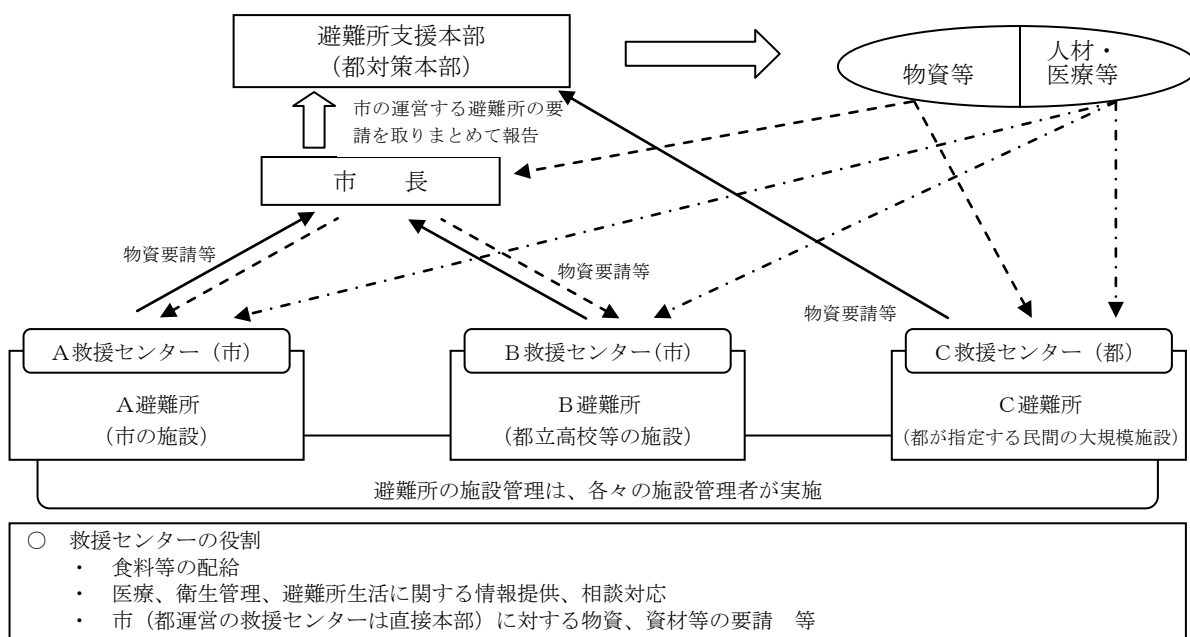 避難所支援本部
(都対策本部)
物資等
人材・
医療等
市の運営する避難所の要
請を取りまとめて報告
市　　長
物資要請等
物資要請等
物資要請等
A救援センター（市）
B救援センター(市)
C救援センター（都）
A避難所
(市の施設)
B避難所
(都立高校等の施設)
C避難所
(都が指定する民間の大規模施設)
避難所の施設管理は、各々の施設管理者が実施
○　救援センターの役割
・　食料等の配給
・　医療、衛生管理、避難所生活に関する情報提供、相談対応
・　市（都運営の救援センターは直接本部）に対する物資、資材等の要請　等